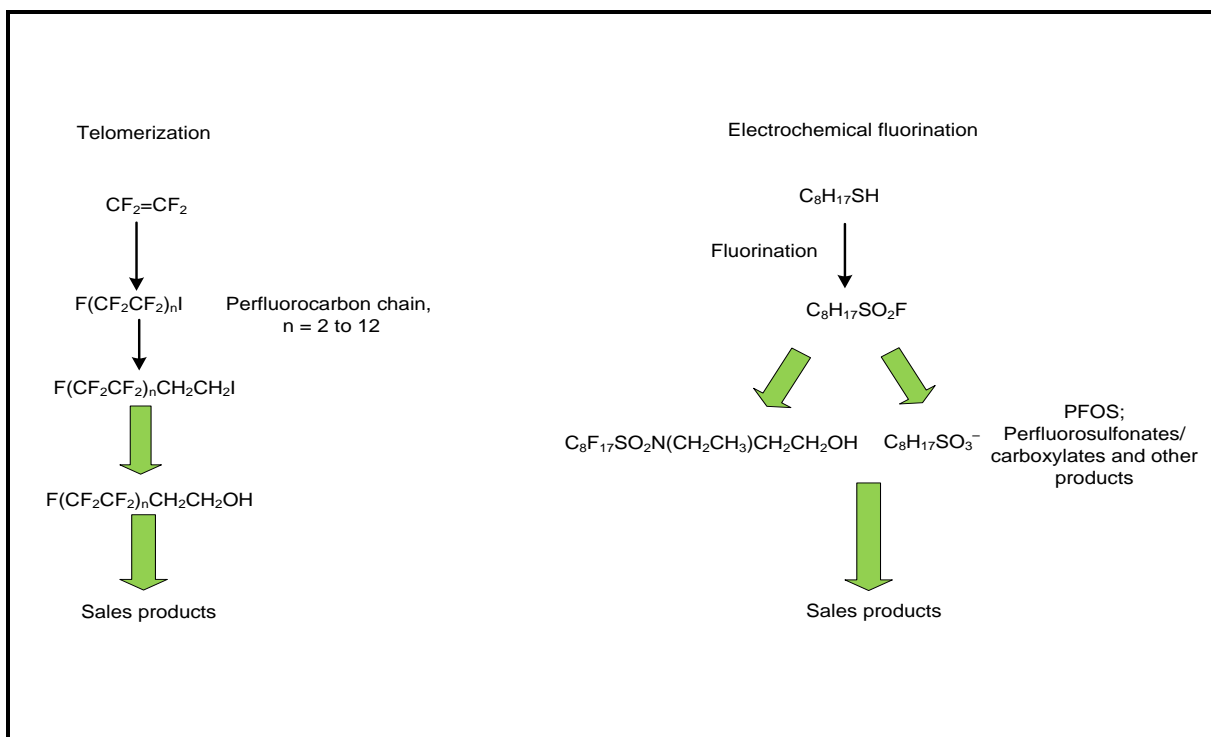 Telomerization
CF₂=CF₂
F(CF₂CF₂)ₙI
Perfluorocarbon chain,
n = 2 to 12
F(CF₂CF₂)ₙCH₂CH₂I
F(CF₂CF₂)ₙCH₂CH₂OH
Sales products
Electrochemical fluorination
C₈H₁₇SH
Fluorination
C₈H₁₇SO₂F
C₈F₁₇SO₂N(CH₂CH₃)CH₂CH₂OH
C₈H₁₇SO₃⁻
PFOS;
Perfluorosulfonates/
carboxylates and other
products
Sales products